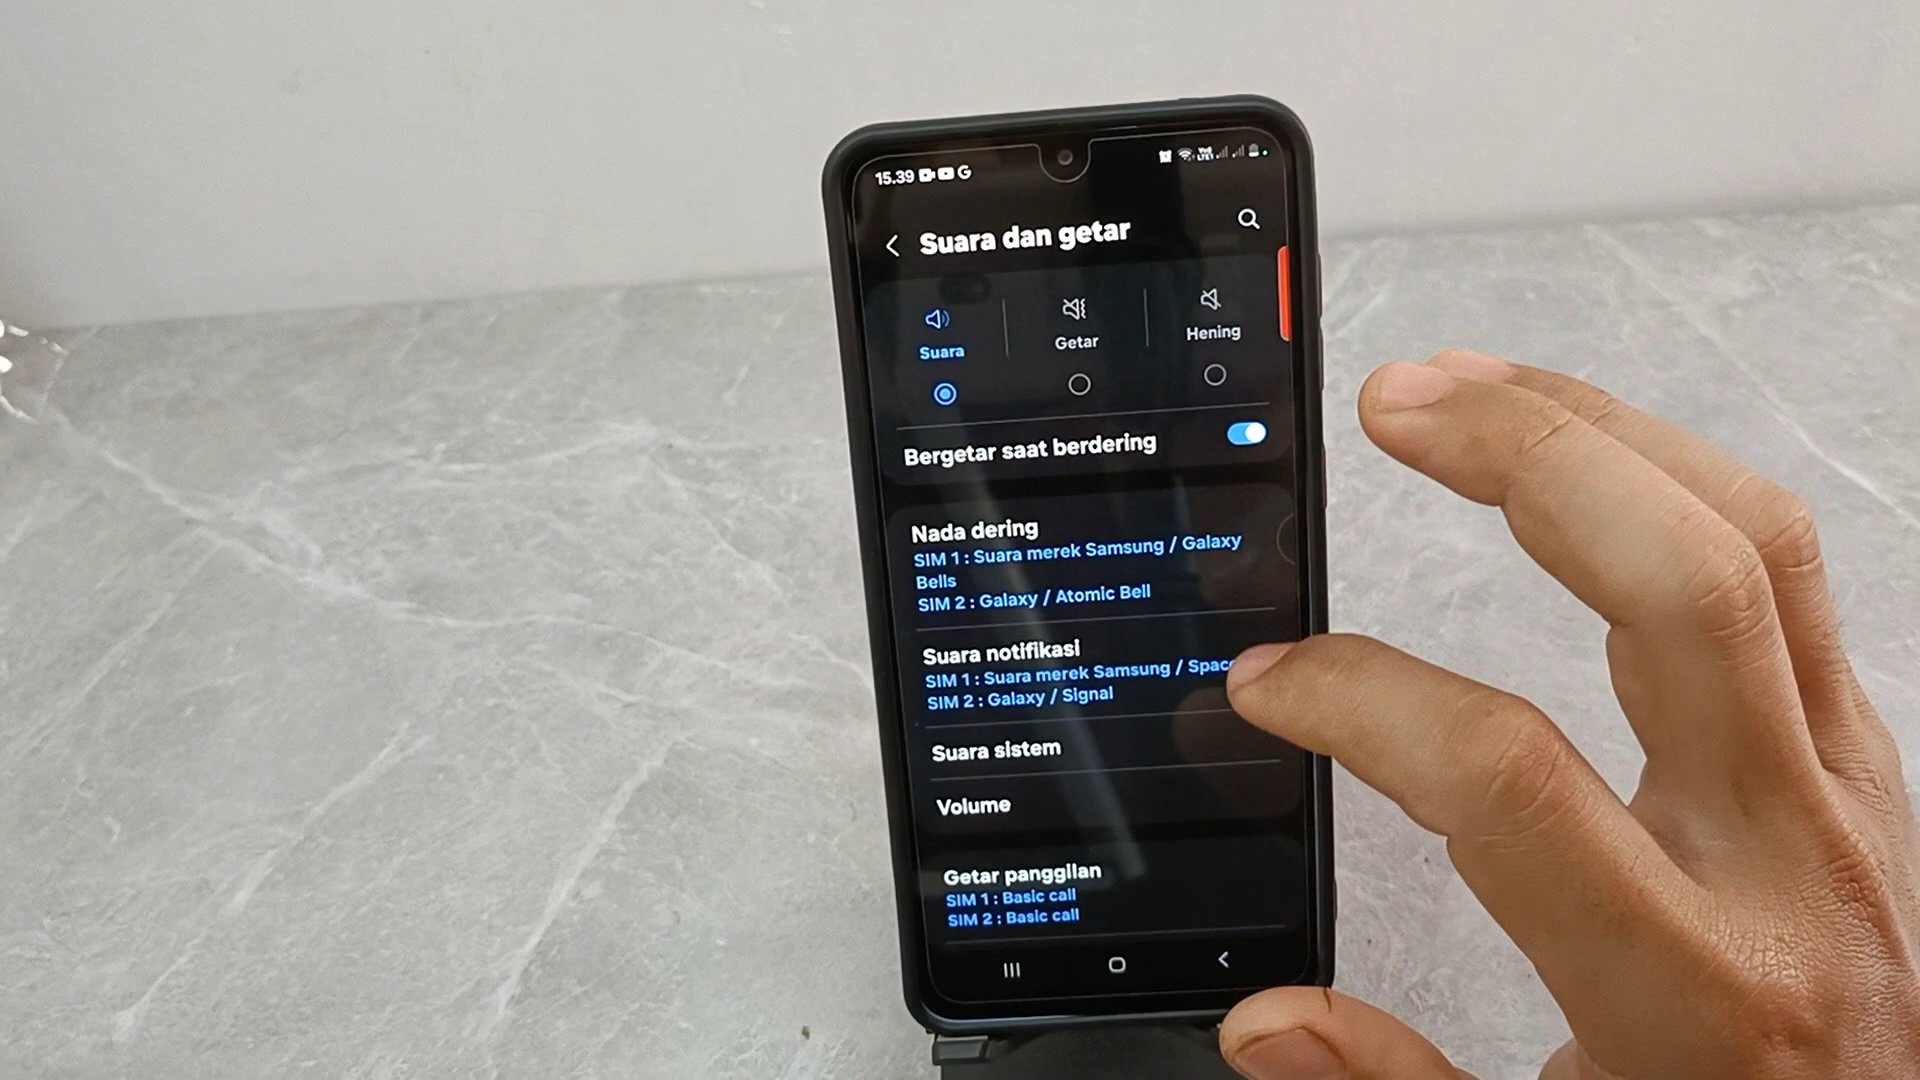 15.39 G
Suara dan getar
Suara
Getar
Hening
Bergetar saat berdering
Nada dering
SIM 1 : Suara merek Samsung / Galaxy
Bells
SIM 2 : Galaxy / Atomic Bell
Suara notifikasi
SIM 1 : Suara merek Samsung /
SIM 2 : Galaxy / Signal
Suara sistem
Volume
Getar panggilan
SIM 1 : Basic call
SIM 2 : Basic call